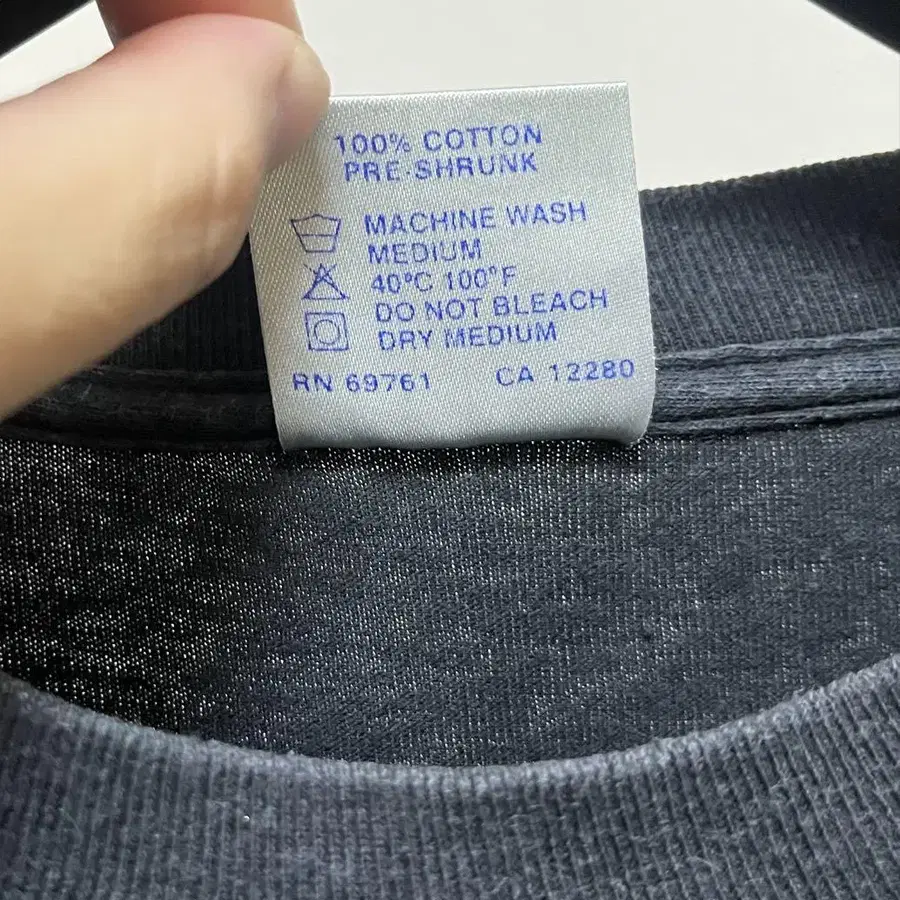 100% COTTON
PRE-SHRUNK
MACHINE WASH
MEDIUM
40°C 100°F
DO NOT BLEACH
DRY MEDIUM
RN 69761 CA 12280